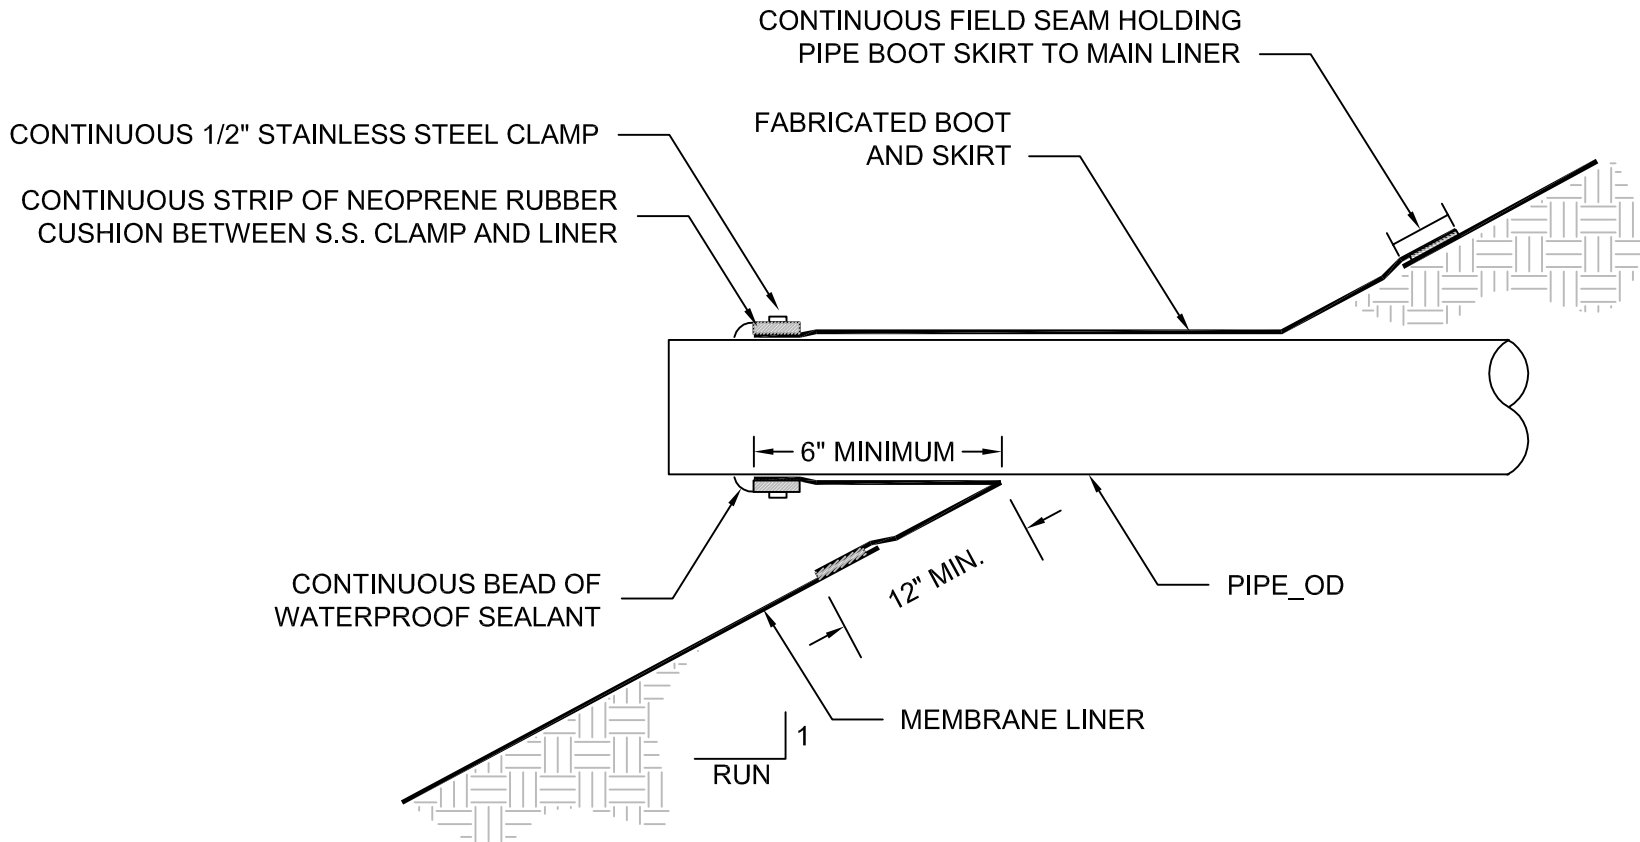 CONTINUOUS FIELD SEAM HOLDING
PIPE BOOT SKIRT TO MAIN LINER
CONTINUOUS 1/2" STAINLESS STEEL CLAMP
FABRICATED BOOT
AND SKIRT
CONTINUOUS STRIP OF NEOPRENE RUBBER
CUSHION BETWEEN S.S. CLAMP AND LINER
6" MINIMUM
12" MIN.
CONTINUOUS BEAD OF
WATERPROOF SEALANT
PIPE_OD
MEMBRANE LINER
1
RUN